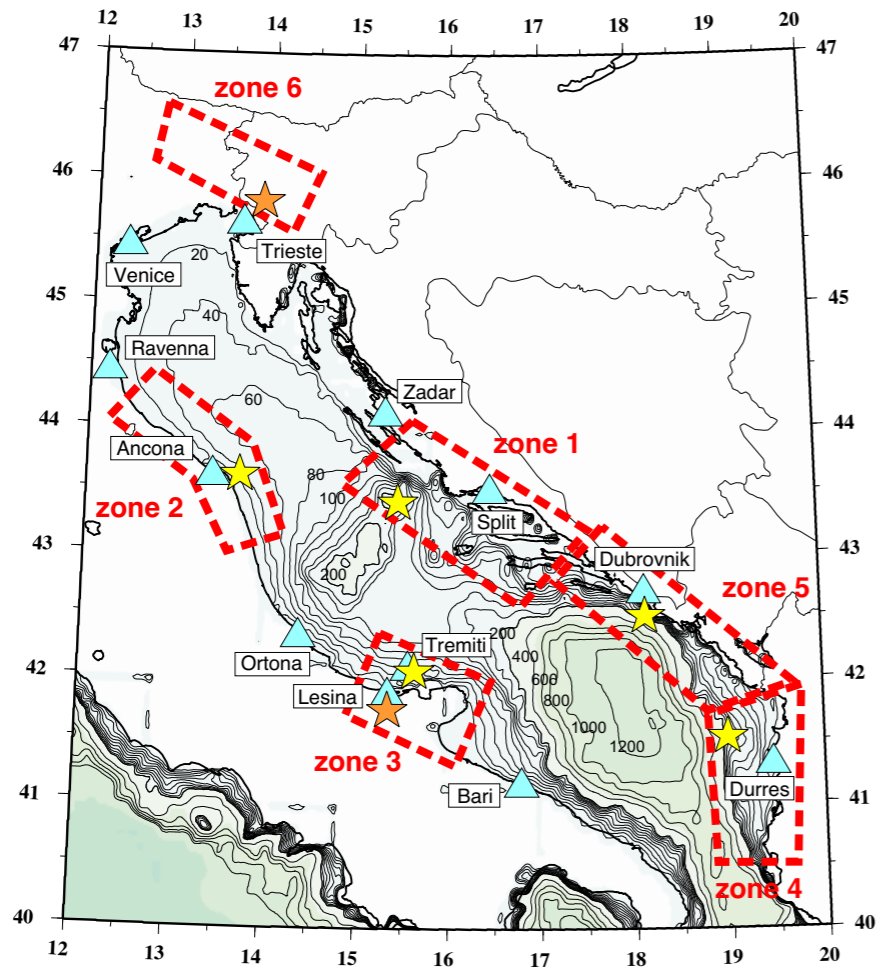 12 13 14 15 16 17 18 19 20
47 47
zone 6
46 46
Trieste
Venice
20
45 45
40
Ravenna
Zadar
60
44 44
zone 1
Ancona
80
100
zone 2
Split
43 43
Dubrovnik
200
zone 5
200
Tremiti
400
Ortona
42 42
600
Lesina
800
1000
1200
zone 3
Durres
Bari
41 41
zone 4
40 40
12 13 14 15 16 17 18 19 20